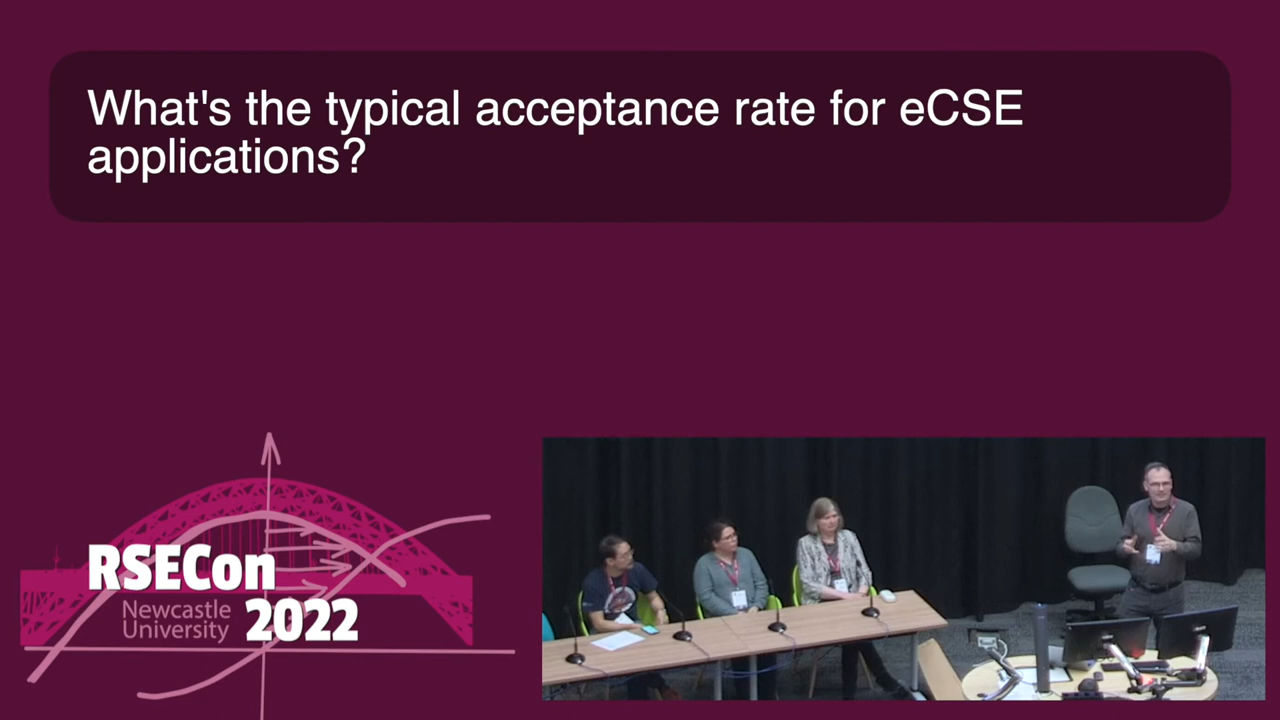 What's the typical acceptance rate for eCSE
applications?
RSECon
Newcastle
University
2022